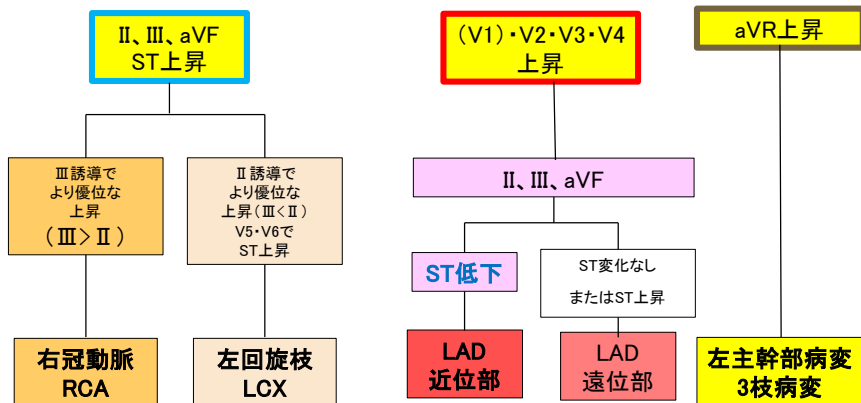 Ⅱ、Ⅲ、aVF
ST上昇
(V1)・V2・V3・V4
上昇
aVR上昇
Ⅲ誘導で
より優位な
上昇
(Ⅲ>Ⅱ)
Ⅱ誘導で
より優位な
上昇(Ⅲ<Ⅱ)
V5・V6で
ST上昇
Ⅱ、Ⅲ、aVF
ST低下
ST変化なし
またはST上昇
右冠動脈
RCA
左回旋枝
LCX
LAD
近位部
LAD
遠位部
左主幹部病変
3枝病変